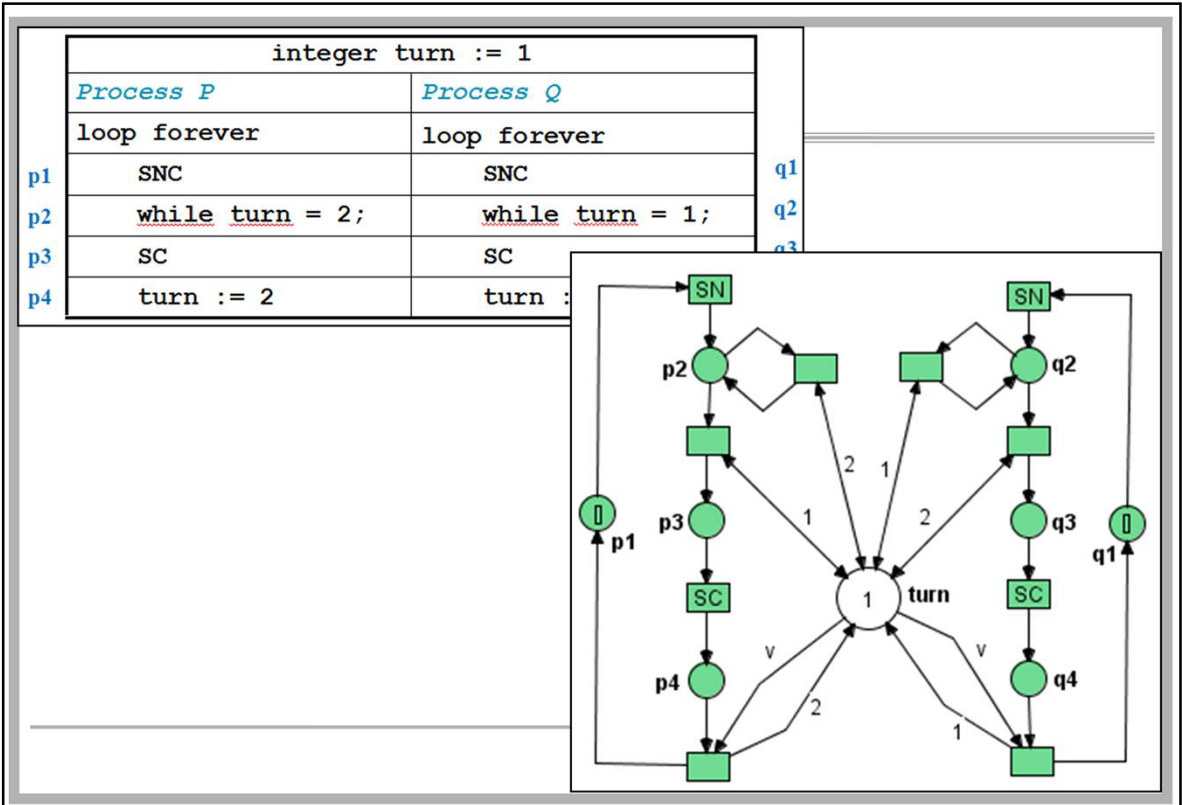 integer turn := 1
Process P Process Q
loop forever loop forever
p1 SNC SNC q1
p2 while turn = 2; while turn = 1; q2
p3 SC SC q3
p4 turn := 2 turn :
SN SN
p2 q2
2 1
p3 1 2 q3
[] p1 q1 []
SC 1 turn SC
v v
p4 q4
2 1